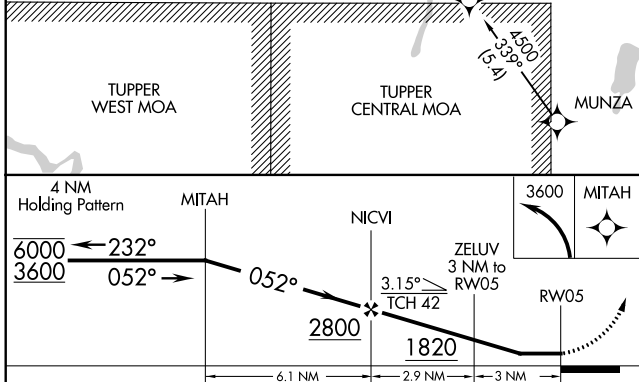 4500
339°
(5.4)
MUNZA
TUPPER
WEST MOA
TUPPER
CENTRAL MOA
4 NM
Holding Pattern
MITAH
NICVI
ZELUV
3 NM to
RW05
RW05
3600
MITAH
6000
3600
232°
052°
052°
3.15°
TCH 42
2800
1820
6.1 NM
2.9 NM
3 NM